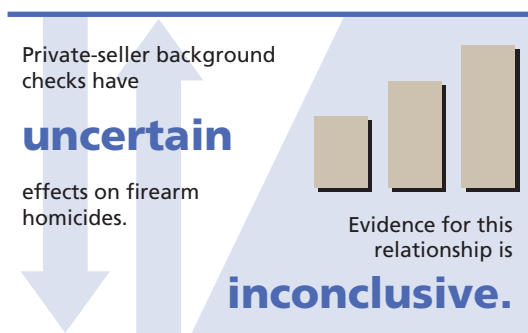 Private-seller background
checks have
uncertain
effects on firearm
homicides.
Evidence for this
relationship is
inconclusive.